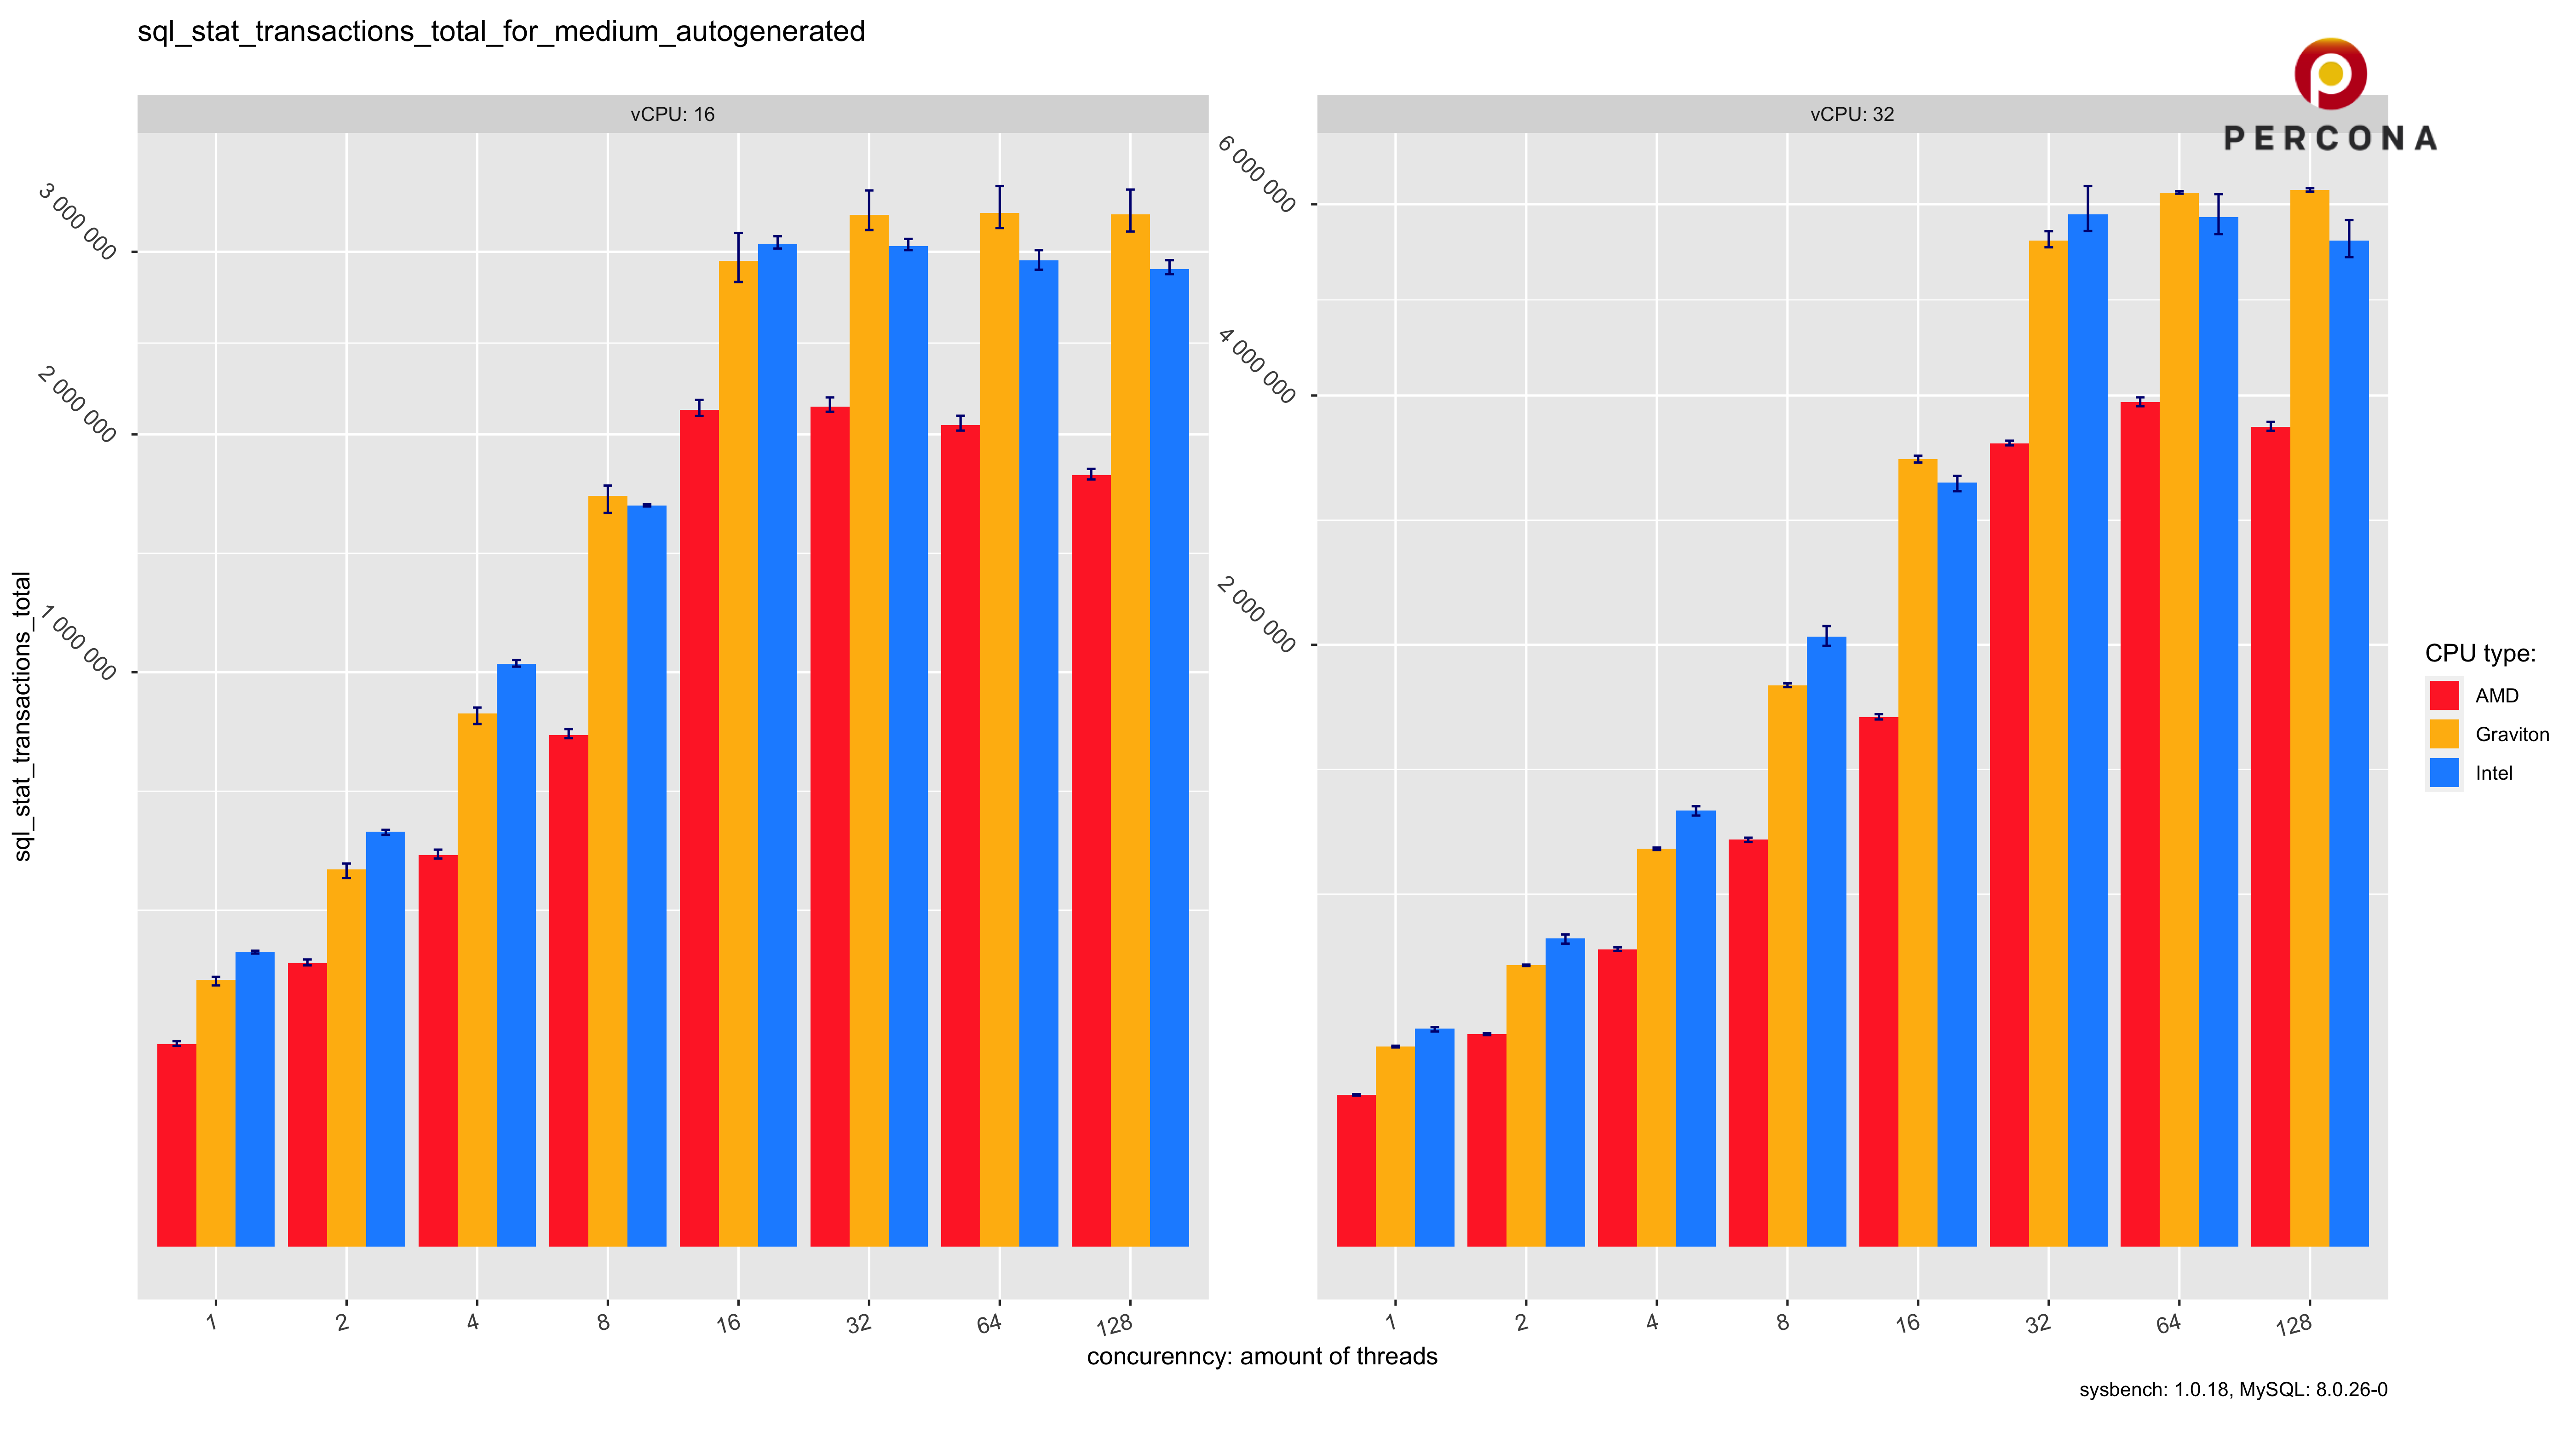 sql_stat_transactions_total_for_medium_autogenerated
PERCONA
vCPU: 16
vCPU: 32
sql_stat_transactions_total
3 000 000
2 000 000
1 000 000
6 000 000
4 000 000
2 000 000
1 2 4 8 16 32 64 128
1 2 4 8 16 32 64 128
concurenncy: amount of threads
CPU type:
AMD
Graviton
Intel
sysbench: 1.0.18, MySQL: 8.0.26-0